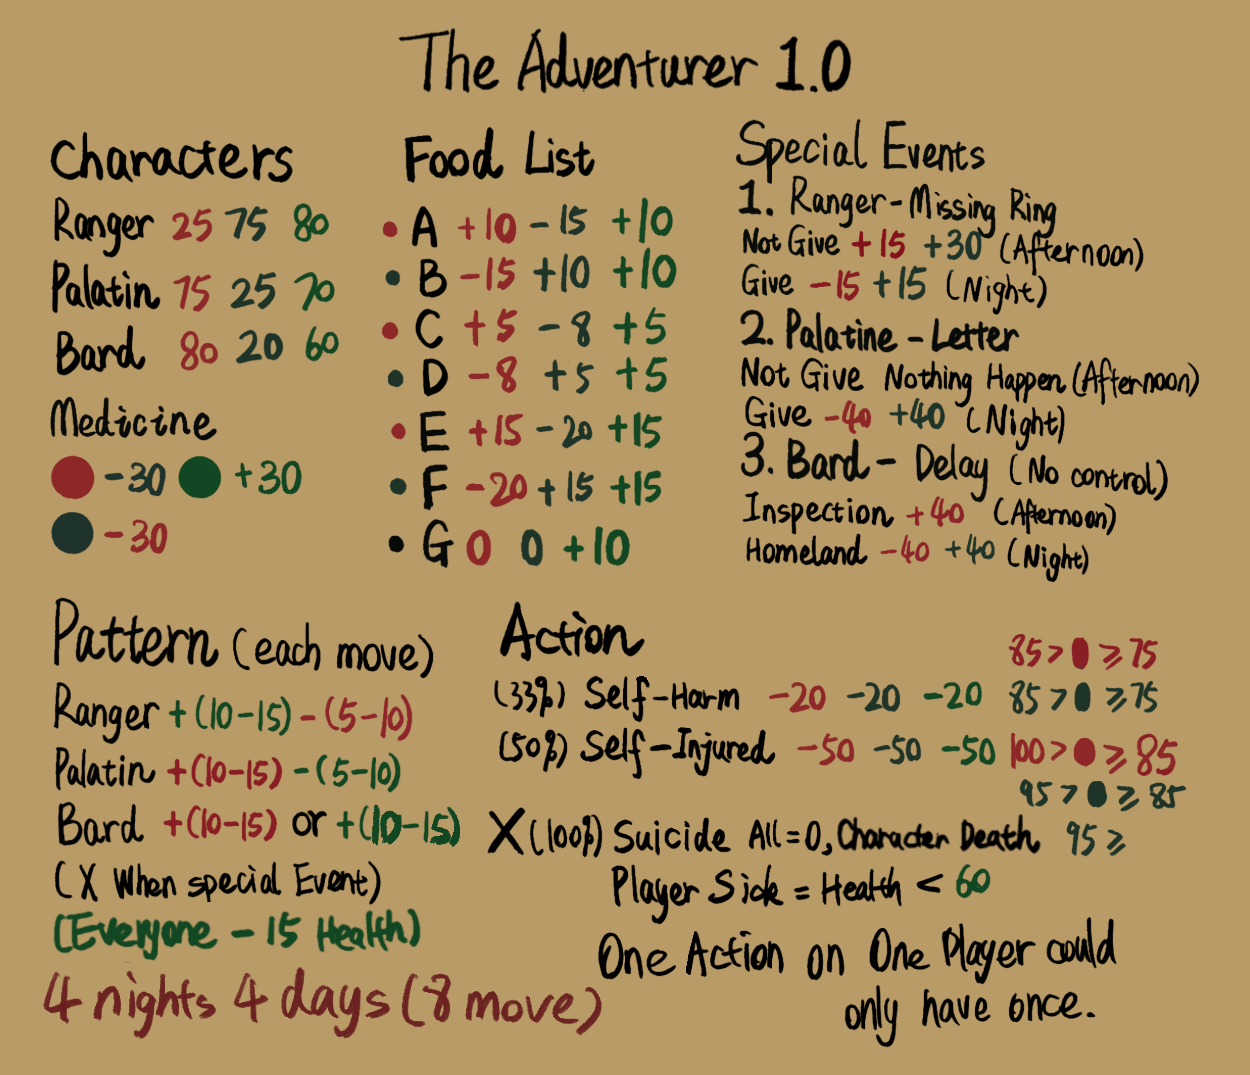 The Adventurer 1.0
Characters
Ranger 25 75 80
Palatin 75 25 70
Bard 80 20 60
Medicine
-30 +30
-30
Food List
A +10 -15 +10
B -15 +10 +10
C +5 -8 +5
D -8 +5 +5
E +15 -20 +15
F -20 +15 +15
G 0 0 +10
Special Events
1. Ranger-Missing Ring
Not Give +15 +30 (Afternoon)
Give -15 +15 (Night)
2. Palatine - Letter
Not Give Nothing Happen (Afternoon)
Give -40 +40 (Night)
3. Bard - Delay (No control)
Inspection +40 (Afternoon)
Homeland -40 +40 (Night)
Pattern (each move)
Ranger +(10-15) -(5-10)
Palatin +(10-15) -(5-10)
Bard +(10-15) or +(10-15)
(X When special Event)
(Everyone - 15 Health)
4 nights 4 days (8 move)
Action
85 > ≥ 75
(33%) Self-Harm -20 -20 -20 85 > ≥ 75
(50%) Self-Injured -50 -50 -50 100 > ≥ 85
95 > ≥ 85
X (100%) Suicide All=0, Character Death 95 ≥
Player Sick = Health < 60
One Action on One Player could
only have once.